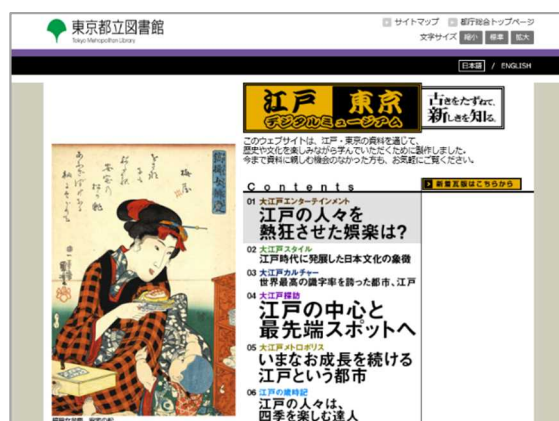 東京都立図書館
Tokyo Metropolitan Library
サイトマップ 都庁総合トップページ
文字サイズ 縮小 標準 拡大
日本語 / ENGLISH
江戸 東京
デジタルミュージアム
古きをたずねて、
新しきを知る。
このウェブサイトは、江戸・東京の資料を通じて、
歴史や文化を楽しみながら学んでいただくために製作しました。
今まで資料に親しむ機会のなかった方も、お気軽にご覧ください。
Contents
新着瓦版はこちらから
01 大江戸エンターテインメント
江戸の人々を
熱狂させた娯楽は?
02 大江戸スタイル
江戸時代に発展した日本文化の象徴
03 大江戸カルチャー
世界最高の識字率を誇った都市、江戸
04 大江戸探訪
江戸の中心と
最先端スポットへ
05 大江戸メトロポリス
いまなお成長を続ける
江戸という都市
06 江戸の歳時記
江戸の人々は、
四季を楽しむ達人